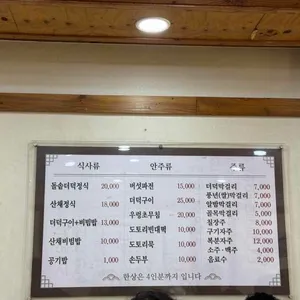 식사류
돌솥더덕정식 20,000
산채정식 18,000
더덕구이+비빔밥 13,000
산채비빔밥 10,000
공기밥 1,000
안주류
버섯파전 15,000
더덕구이 25,000
우렁초무침 20,000
도토리빈대떡 10,000
도토리묵 10,000
손두부 10,000
주류
더덕막걸리 7,000
풍년(쌀)막걸리 7,000
알밤막걸리 7,000
골목막걸리 5,000
칡상주 8,000
구기자주 10,000
복분자주 12,000
소주·맥주 4,000
음료수 2,000
한상은 4인분까지 입니다